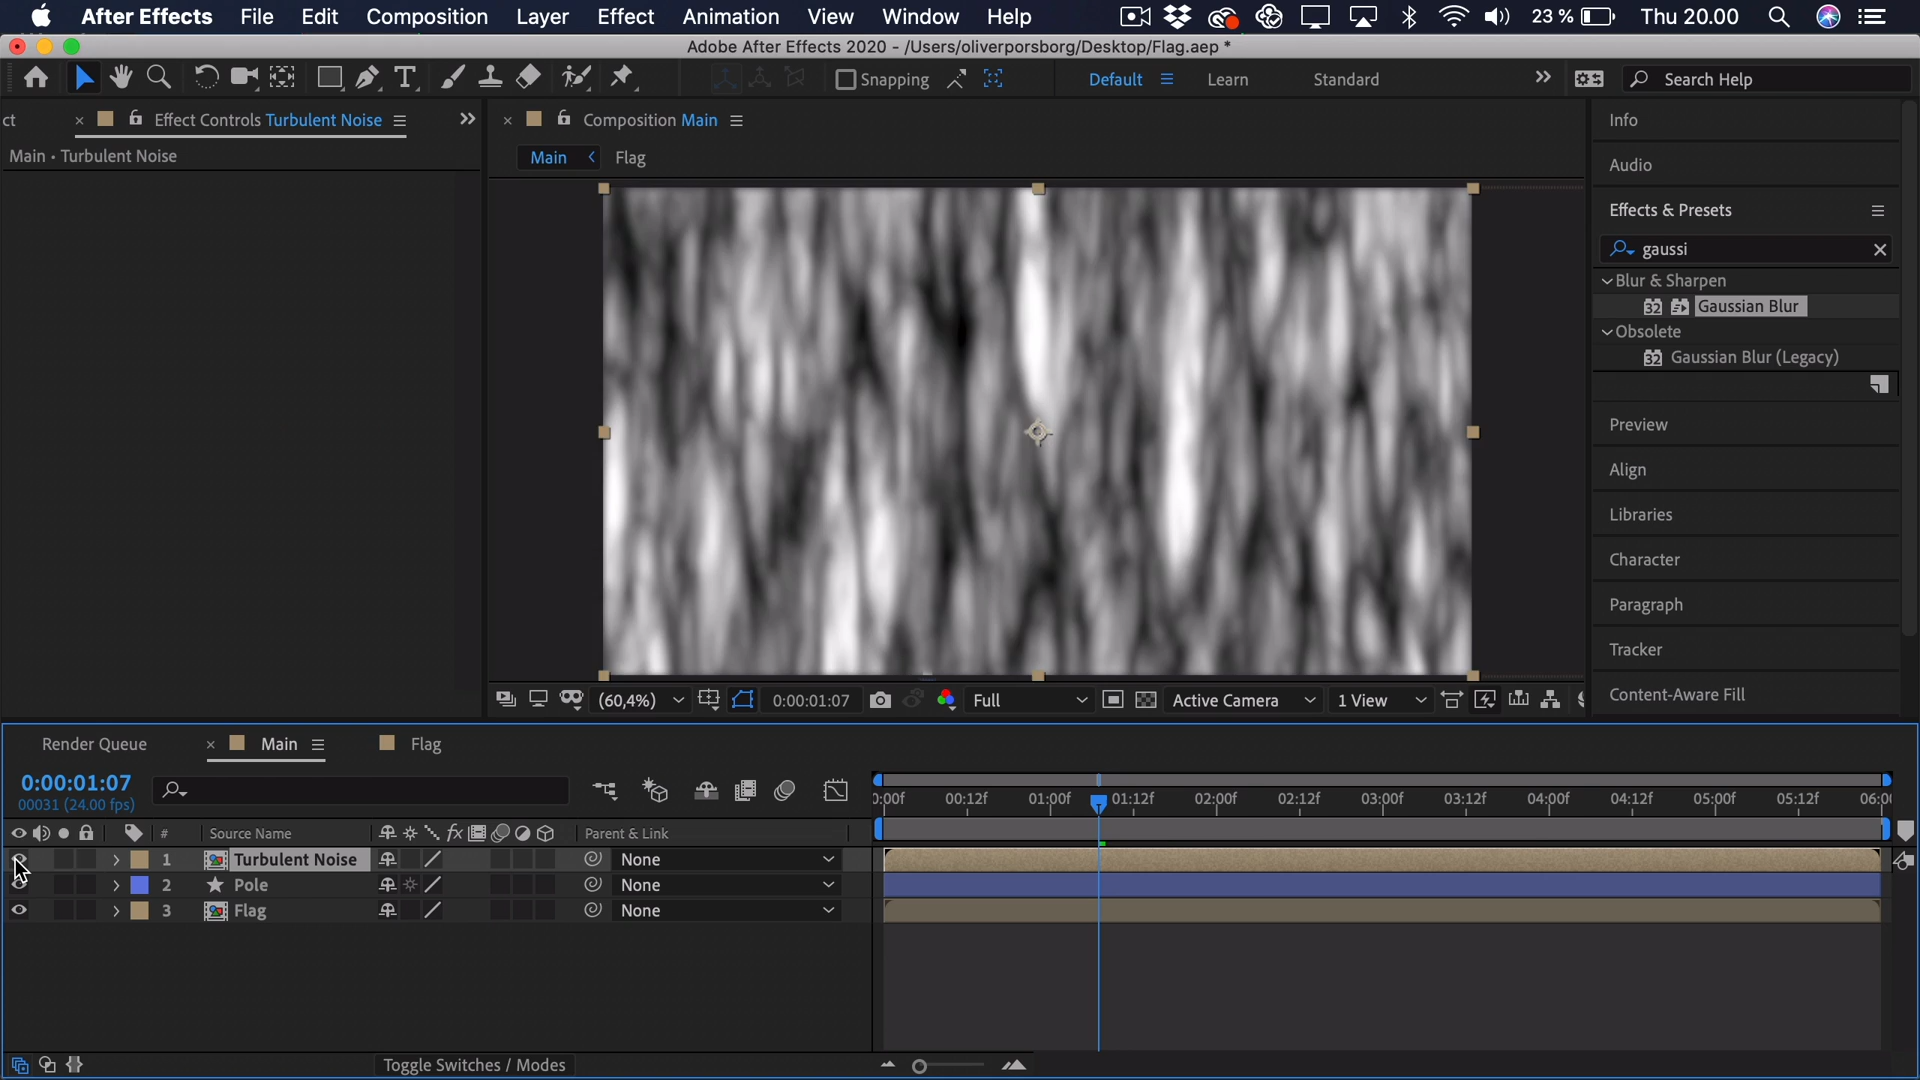 After Effects File Edit Composition Layer Effect Animation View Window Help 23 % Thu 20.00
Adobe After Effects 2020 - /Users/oliverporsborg/Desktop/Flag.aep *
Snapping Default Learn Standard Search Help
ct × Effect Controls Turbulent Noise
Main • Turbulent Noise
× Composition Main
Main Flag
Info
Audio
Effects & Presets
gaussi
Blur & Sharpen
32 Gaussian Blur
Obsolete
32 Gaussian Blur (Legacy)
Preview
Align
Libraries
Character
Paragraph
Tracker
Content-Aware Fill
(60,4%) 0:00:01:07 Full Active Camera 1 View
Render Queue × Main Flag
0:00:01:07
00031 (24.00 fps)
0:00f 00:12f 01:00f 01:12f 02:00f 02:12f 03:00f 03:12f 04:00f 04:12f 05:00f 05:12f 06:00
# Source Name fx Parent & Link
1 Turbulent Noise None
2 Pole None
3 Flag None
Toggle Switches / Modes